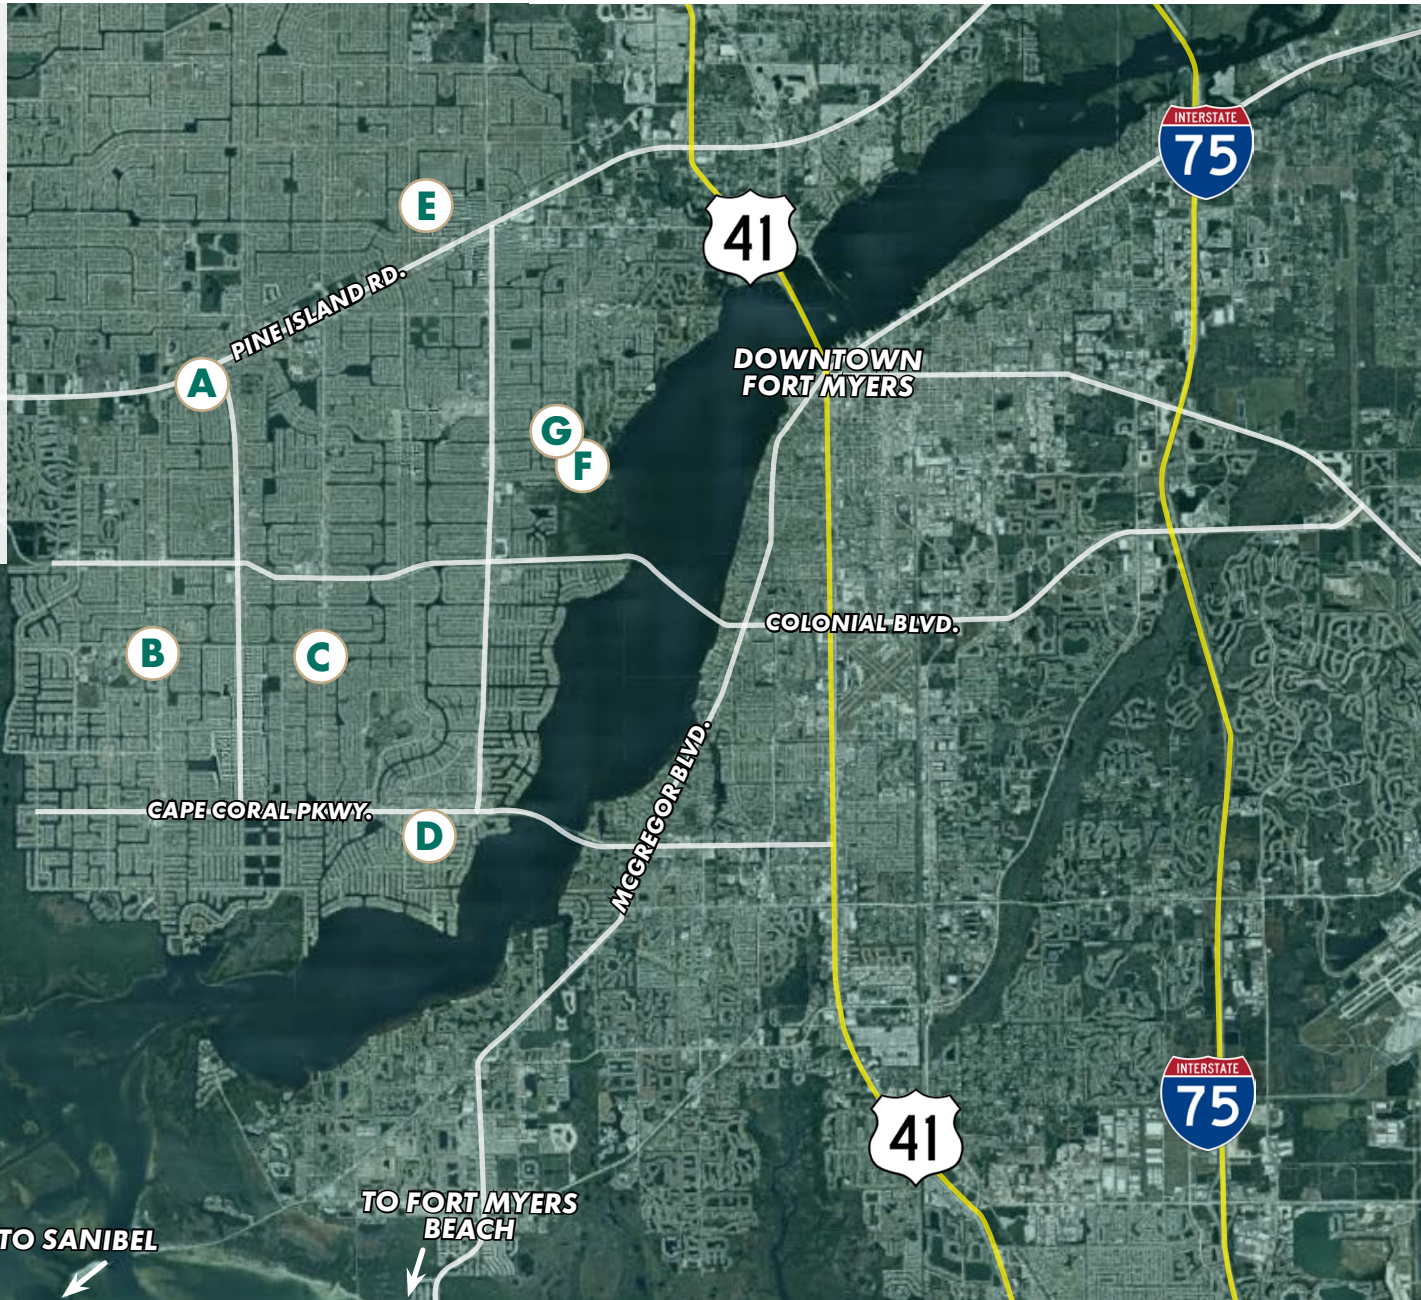 INTERSTATE
75
E
41
PINE ISLAND RD.
DOWNTOWN
FORT MYERS
A
G
F
COLONIAL BLVD.
B
C
MCGREGOR BLVD.
CAPE CORAL PKWY.
D
INTERSTATE
75
41
TO FORT MYERS
BEACH
TO SANIBEL